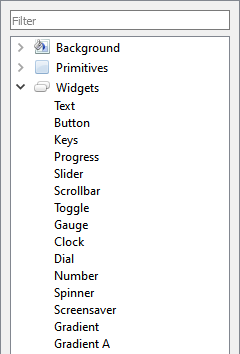 Filter
Background
Primitives
Widgets
Text
Button
Keys
Progress
Slider
Scrollbar
Toggle
Gauge
Clock
Dial
Number
Spinner
Screensaver
Gradient
Gradient A